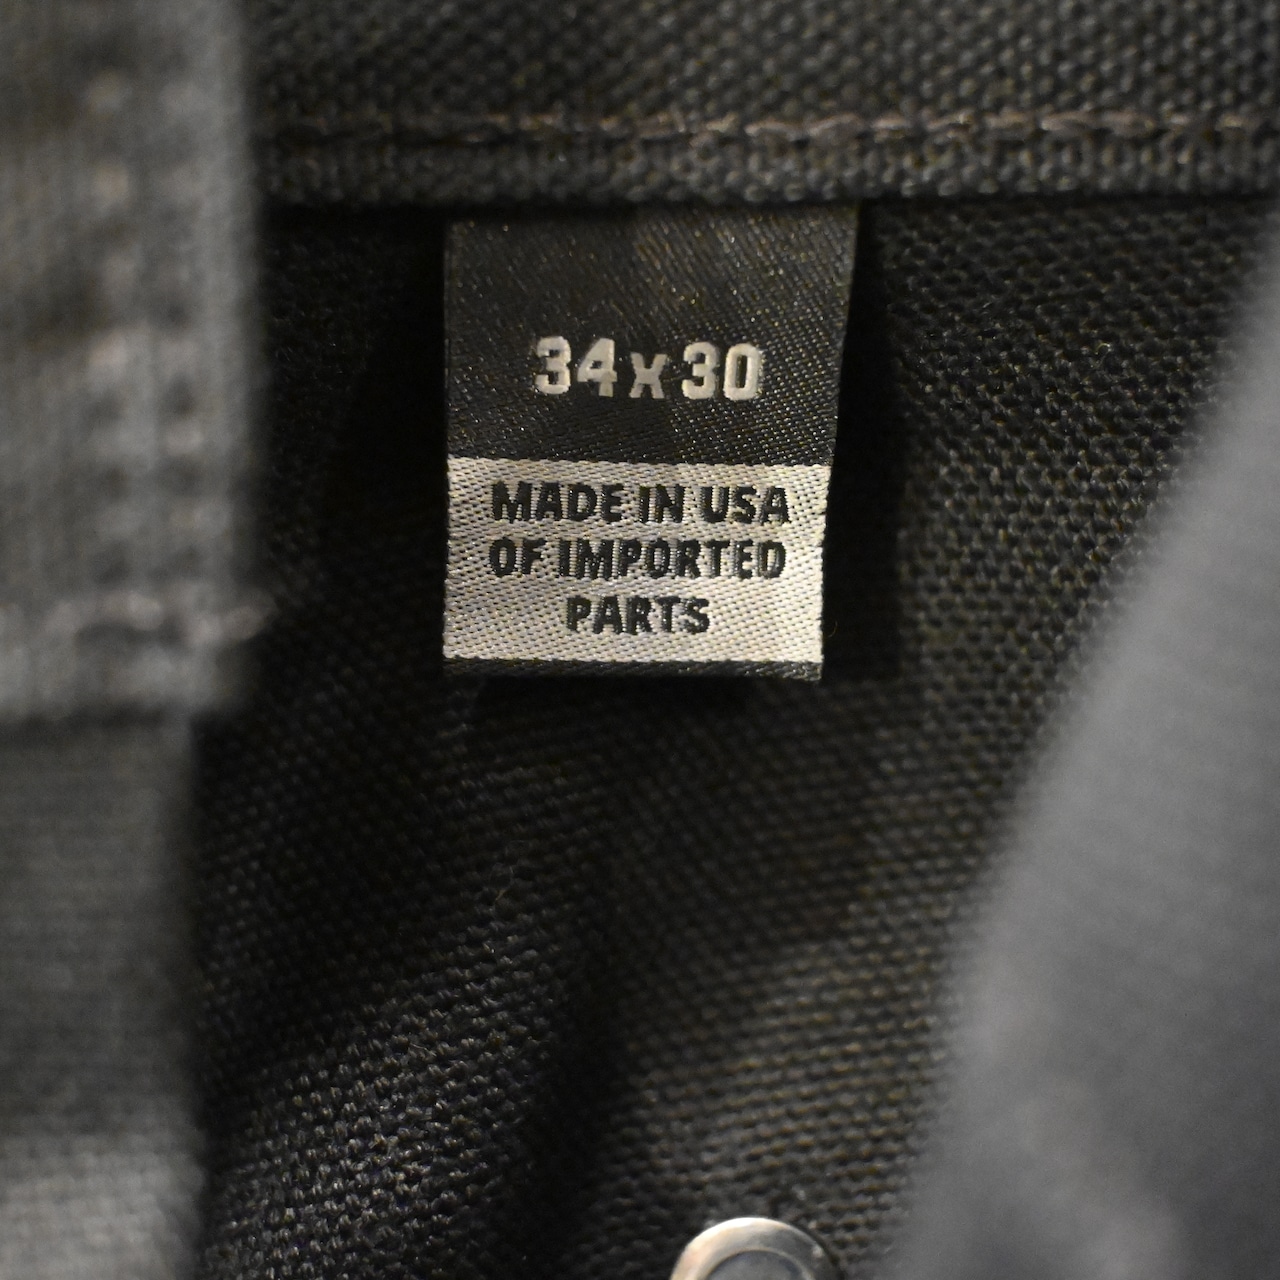 34x30
MADE IN USA
OF IMPORTED
PARTS